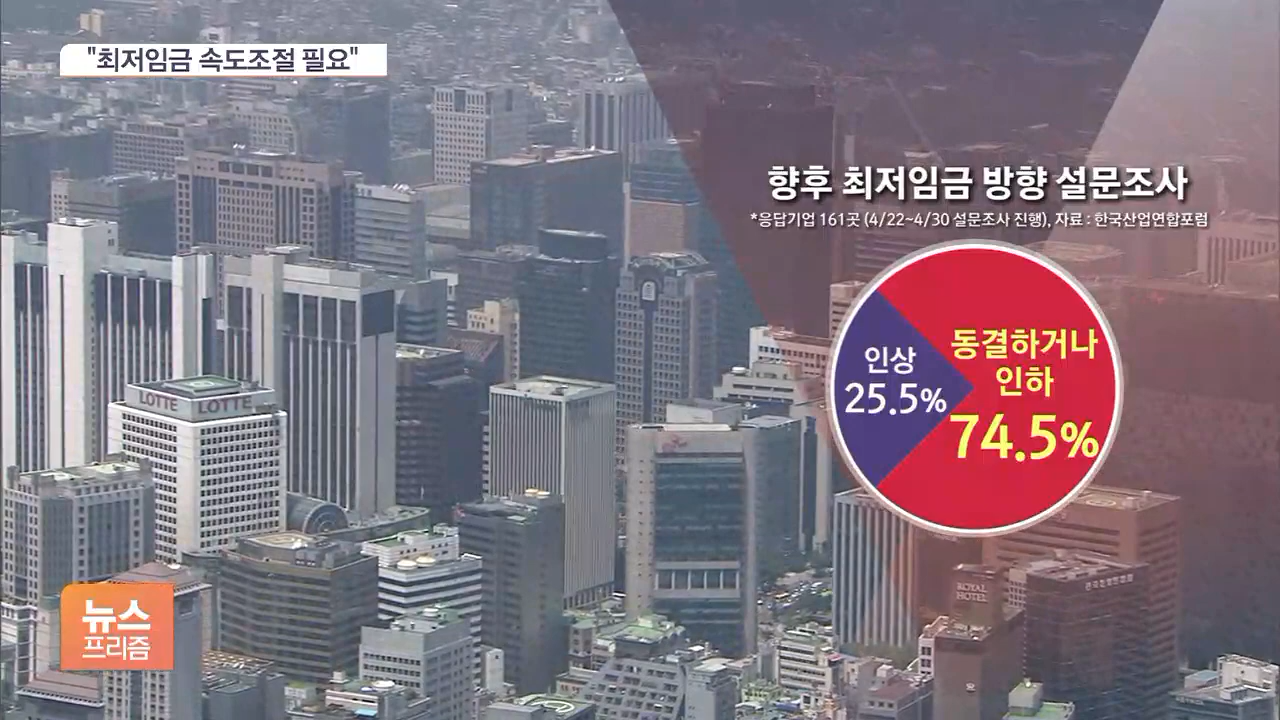 "최저임금 속도조절 필요"
향후 최저임금 방향 설문조사
*응답기업 161곳 (4/22~4/30 설문조사 진행), 자료 : 한국산업연합포럼
인상
25.5%
동결하거나
인하
74.5%
LOTTE LOTTE
ROYAL
HOTEL
뉴스
프리즘